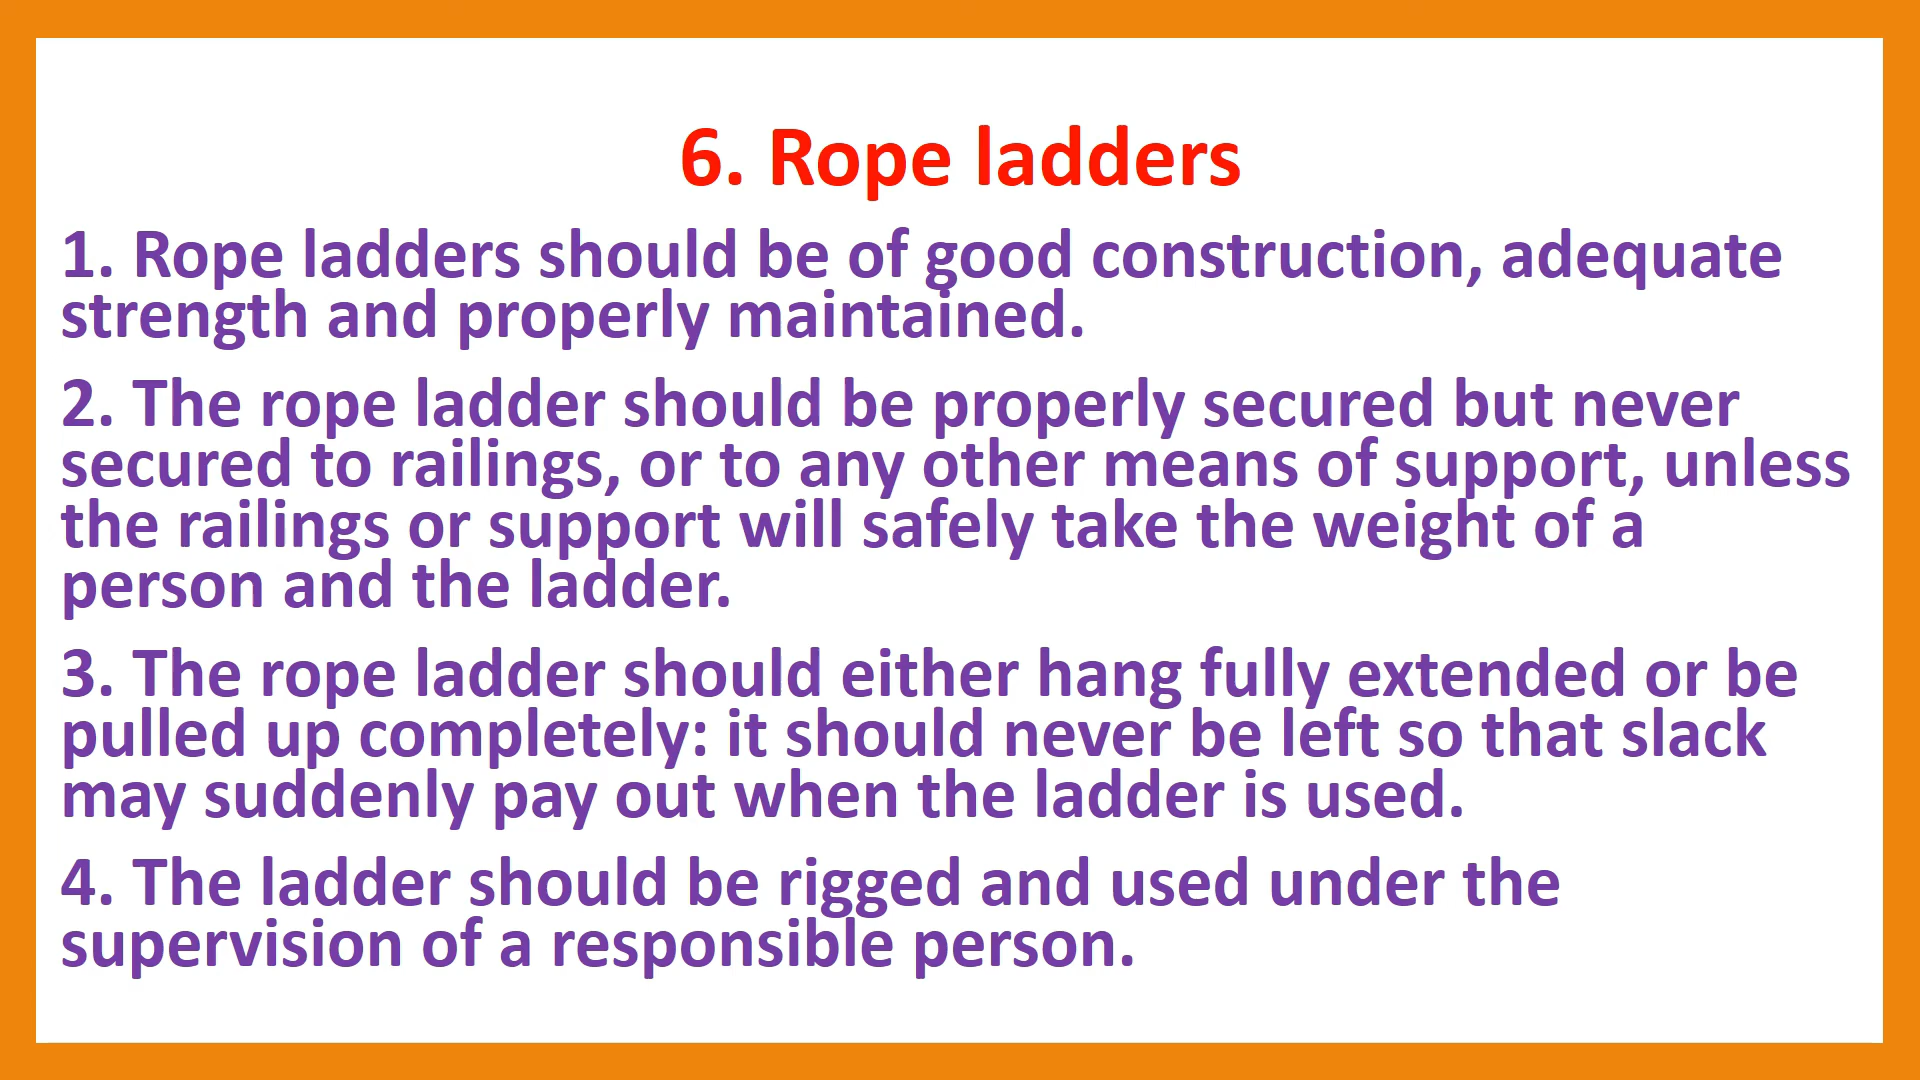 6. Rope ladders
1. Rope ladders should be of good construction, adequate
strength and properly maintained.
2. The rope ladder should be properly secured but never
secured to railings, or to any other means of support, unless
the railings or support will safely take the weight of a
person and the ladder.
3. The rope ladder should either hang fully extended or be
pulled up completely: it should never be left so that slack
may suddenly pay out when the ladder is used.
4. The ladder should be rigged and used under the
supervision of a responsible person.